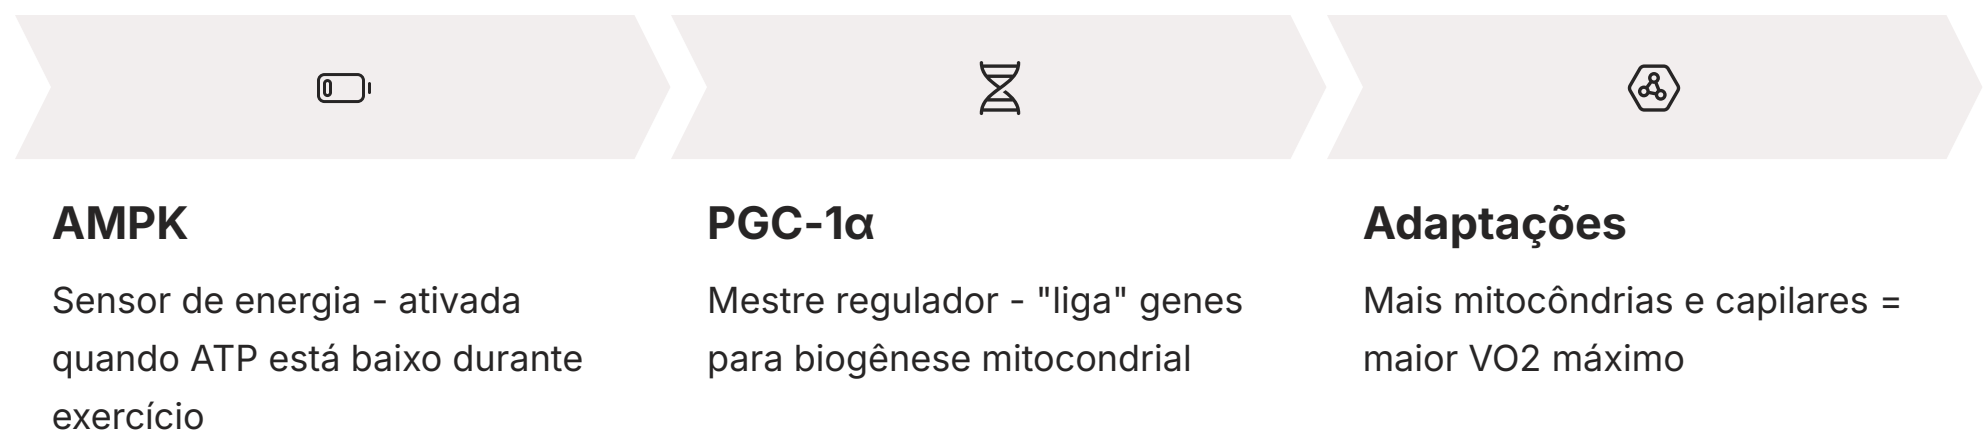 AMPK
Sensor de energia - ativada
quando ATP está baixo durante
exercício
PGC-1α
Mestre regulador - "liga" genes
para biogênese mitocondrial
Adaptações
Mais mitocôndrias e capilares =
maior VO2 máximo